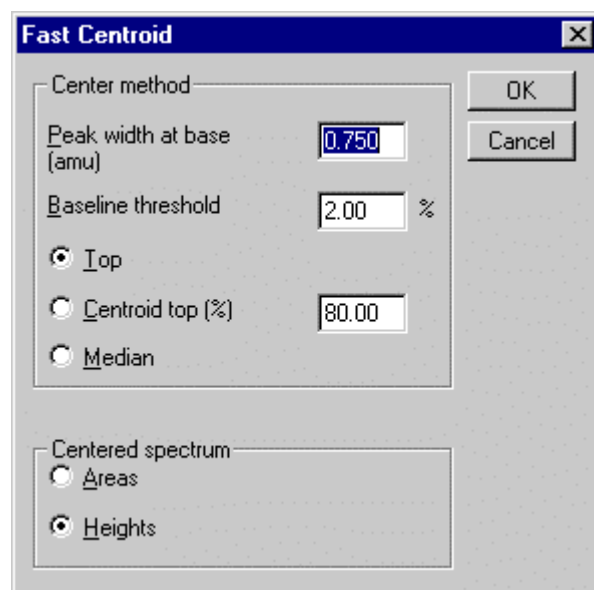 Fast Centroid
Center method
Peak width at base
(amu)
0.750
Baseline threshold
2.00 %
Top
Centroid top (%)
80.00
Median
Centered spectrum
Areas
Heights
OK
Cancel